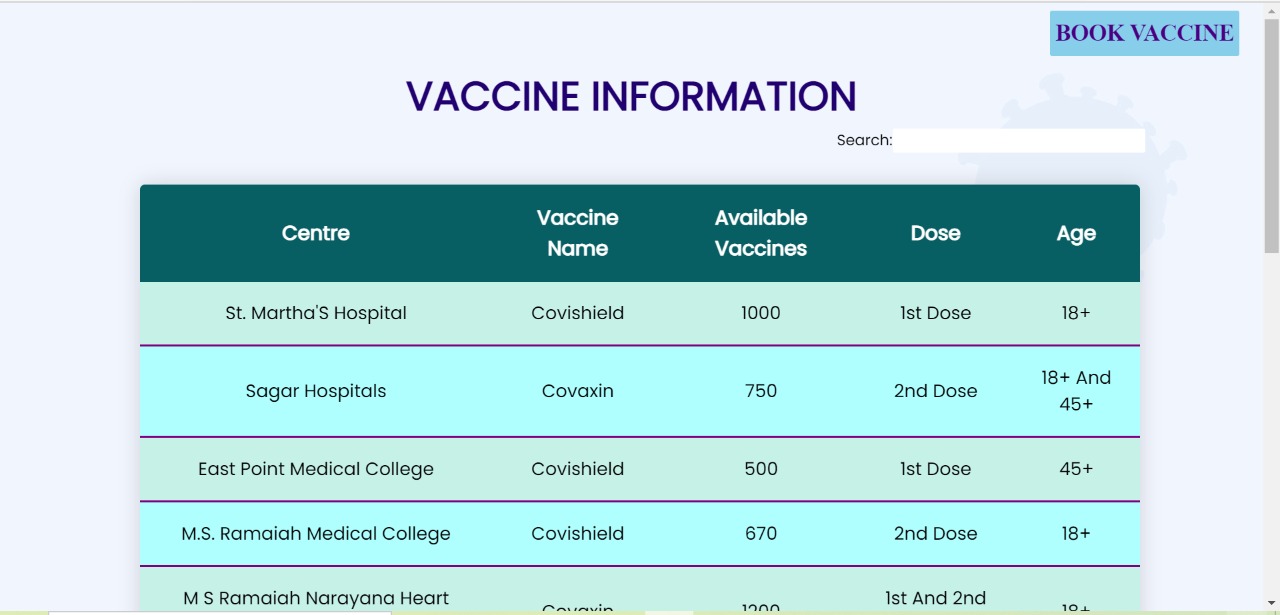 BOOK VACCINE
VACCINE INFORMATION
Search:
Centre Vaccine Name Available Vaccines Dose Age
St. Martha'S Hospital Covishield 1000 1st Dose 18+
Sagar Hospitals Covaxin 750 2nd Dose 18+ And 45+
East Point Medical College Covishield 500 1st Dose 45+
M.S. Ramaiah Medical College Covishield 670 2nd Dose 18+
M S Ramaiah Narayana Heart Covaxin 1200 1st And 2nd 18+